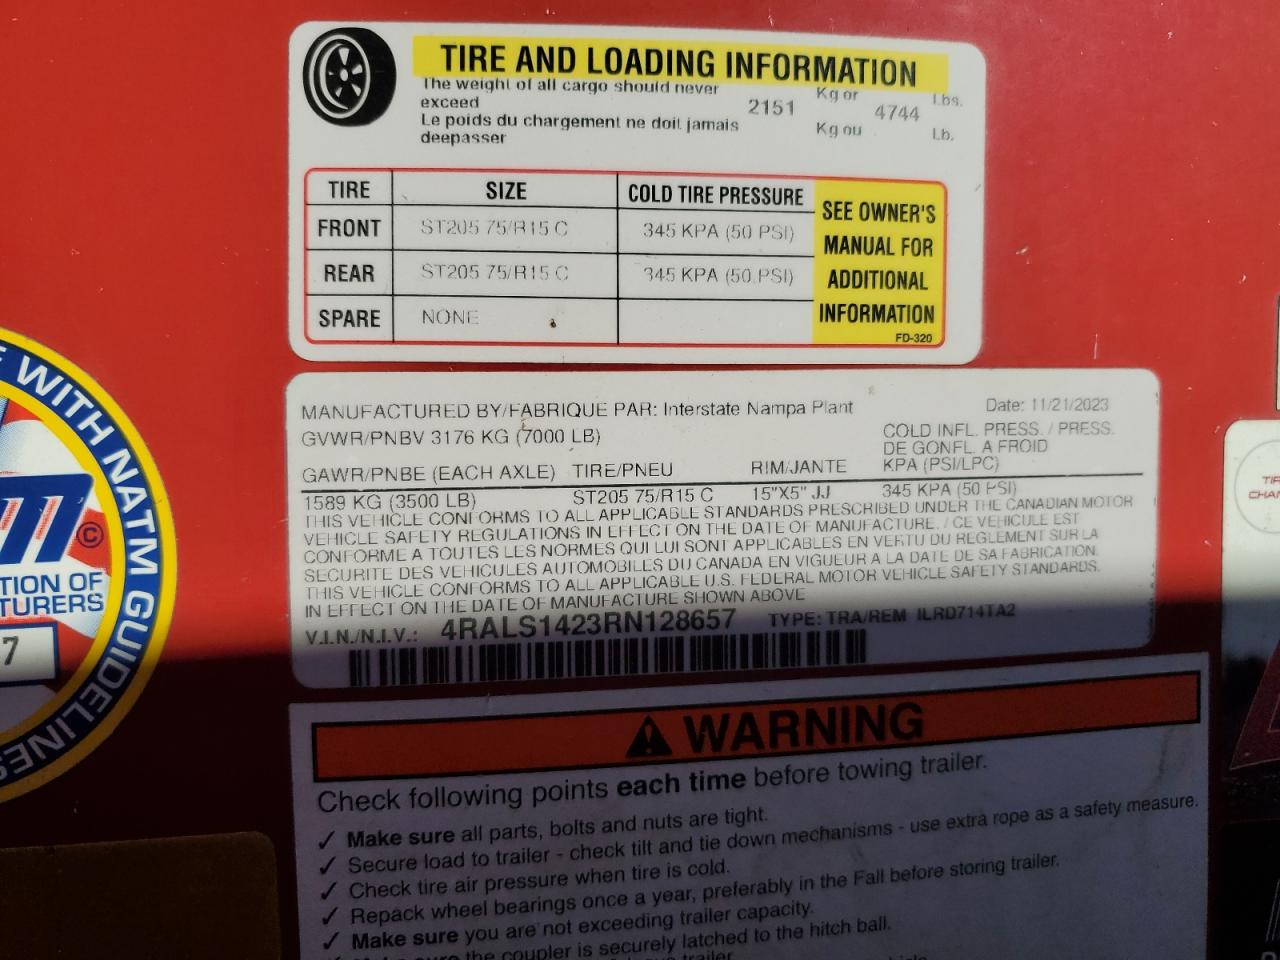 TIRE AND LOADING INFORMATION
The weight of all cargo should never
exceed
2151 Kg or 4744 Lbs.
Le poids du chargement ne doit jamais
deepasser
Kg ou Lb.
TIRE SIZE COLD TIRE PRESSURE
FRONT ST205 75/R15 C 345 KPA (50 PSI)
REAR ST205 75/R15 C 345 KPA (50 PSI)
SPARE NONE
SEE OWNER'S
MANUAL FOR
ADDITIONAL
INFORMATION
FD-320
MANUFACTURED BY/FABRIQUE PAR: Interstate Nampa Plant Date: 11/21/2023
GVWR/PNBV 3176 KG (7000 LB)
COLD INFL. PRESS. / PRESS.
DE GONFL. A FROID
GAWR/PNBE (EACH AXLE) TIRE/PNEU RIM/JANTE KPA (PSI/LPC)
1589 KG (3500 LB) ST205 75/R15 C 15"X5" JJ 345 KPA (50 PSI)
THIS VEHICLE CONFORMS TO ALL APPLICABLE STANDARDS PRESCRIBED UNDER THE CANADIAN MOTOR
VEHICLE SAFETY REGULATIONS IN EFFECT ON THE DATE OF MANUFACTURE. / CE VEHICULE EST
CONFORME A TOUTES LES NORMES QUI LUI SONT APPLICABLES EN VERTU DU REGLEMENT SUR LA
SECURITE DES VEHICULES AUTOMOBILES DU CANADA EN VIGUEUR A LA DATE DE SA FABRICATION.
THIS VEHICLE CONFORMS TO ALL APPLICABLE U.S. FEDERAL MOTOR VEHICLE SAFETY STANDARDS.
IN EFFECT ON THE DATE OF MANUFACTURE SHOWN ABOVE
V.I.N./N.I.V.: 4RALS1423RN128657 TYPE: TRA/REM ILRD714TA2
WITH NATM GUIDELINES
©
TION OF
TURERS
7
WARNING
Check following points each time before towing trailer.
✓ Make sure all parts, bolts and nuts are tight.
✓ Secure load to trailer - check tilt and tie down mechanisms - use extra rope as a safety measure.
✓ Check tire air pressure when tire is cold.
✓ Repack wheel bearings once a year, preferably in the Fall before storing trailer.
✓ Make sure you are not exceeding trailer capacity.
the coupler is securely latched to the hitch ball.
trailer